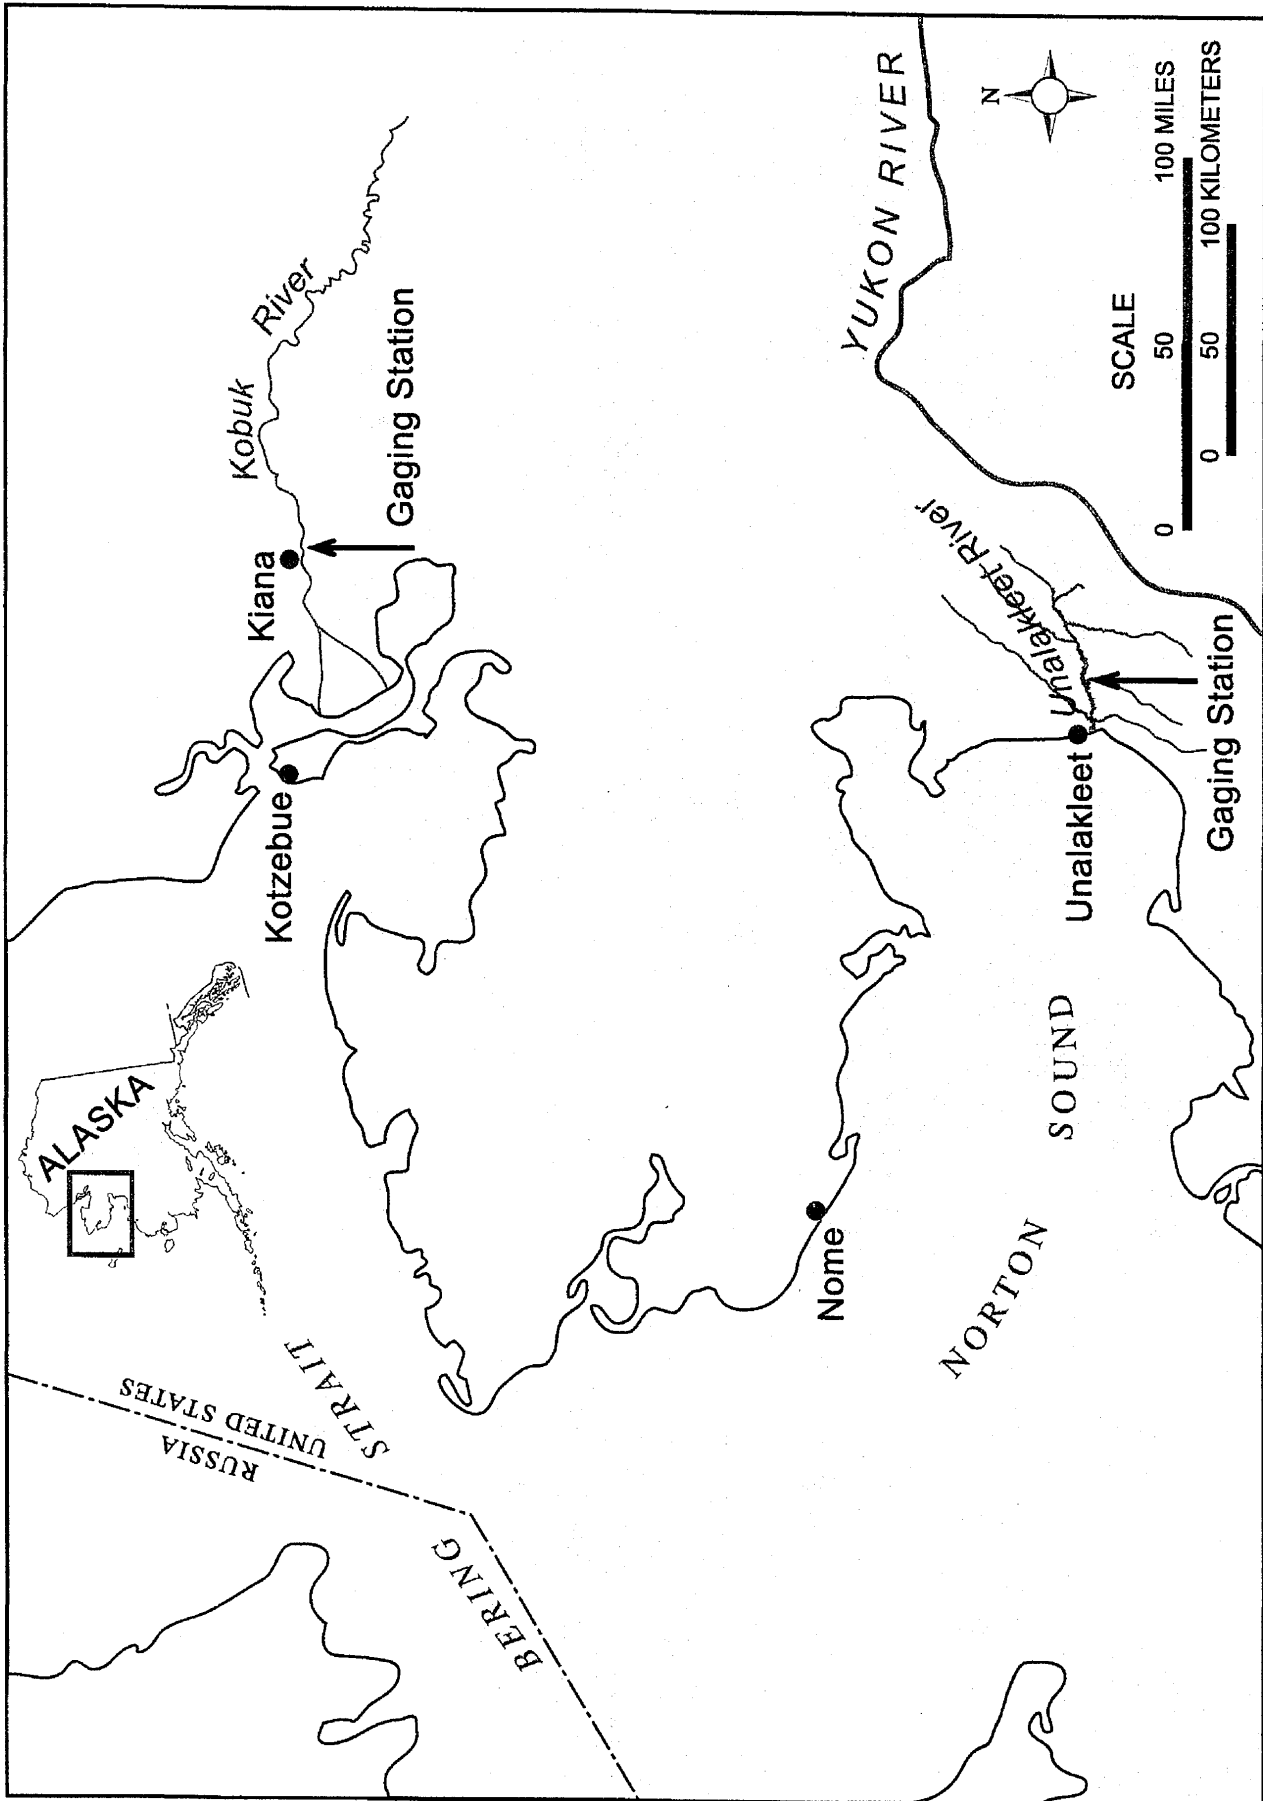 RUSSIA
UNITED STATES
BERING
STRAIT
ALASKA
Kotzebue
Kiana
Kobuk
River
Gaging Station
Nome
NORTON
SOUND
Unalakleet
Unalakleet River
Gaging Station
YUKON RIVER
N
SCALE
0 50 100 MILES
0 50 100 KILOMETERS